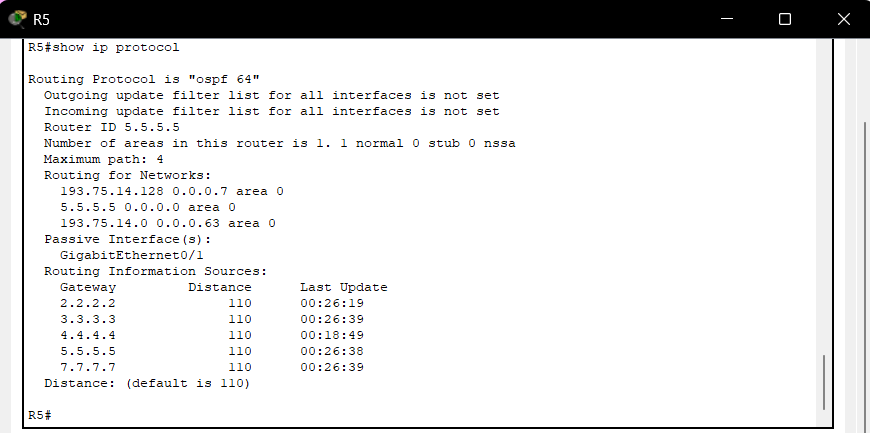 R5
R5#show ip protocol
Routing Protocol is "ospf 64"
Outgoing update filter list for all interfaces is not set
Incoming update filter list for all interfaces is not set
Router ID 5.5.5.5
Number of areas in this router is 1. 1 normal 0 stub 0 nssa
Maximum path: 4
Routing for Networks:
193.75.14.128 0.0.0.7 area 0
5.5.5.5 0.0.0.0 area 0
193.75.14.0 0.0.0.63 area 0
Passive Interface(s):
GigabitEthernet0/1
Routing Information Sources:
Gateway Distance Last Update
2.2.2.2 110 00:26:19
3.3.3.3 110 00:26:39
4.4.4.4 110 00:18:49
5.5.5.5 110 00:26:38
7.7.7.7 110 00:26:39
Distance: (default is 110)
R5#